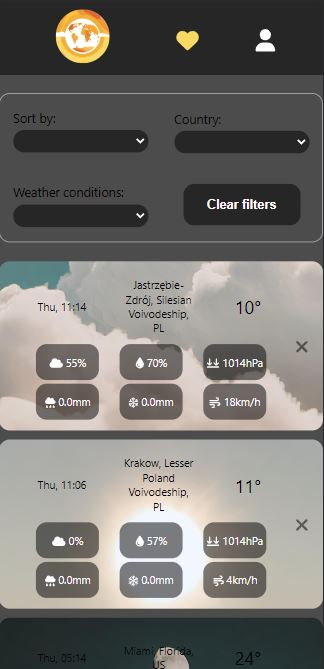 Sort by:
Country:
Weather conditions:
Clear filters
Thu, 11:14
Jastrzębie-
Zdrój, Silesian
Voivodeship,
PL
10°
55%
70%
1014hPa
0.0mm
0.0mm
18km/h
Thu, 11:06
Krakow, Lesser
Poland
Voivodeship,
PL
11°
0%
57%
1014hPa
0.0mm
0.0mm
4km/h
Thu, 05:14
Miami, Florida,
US
24°